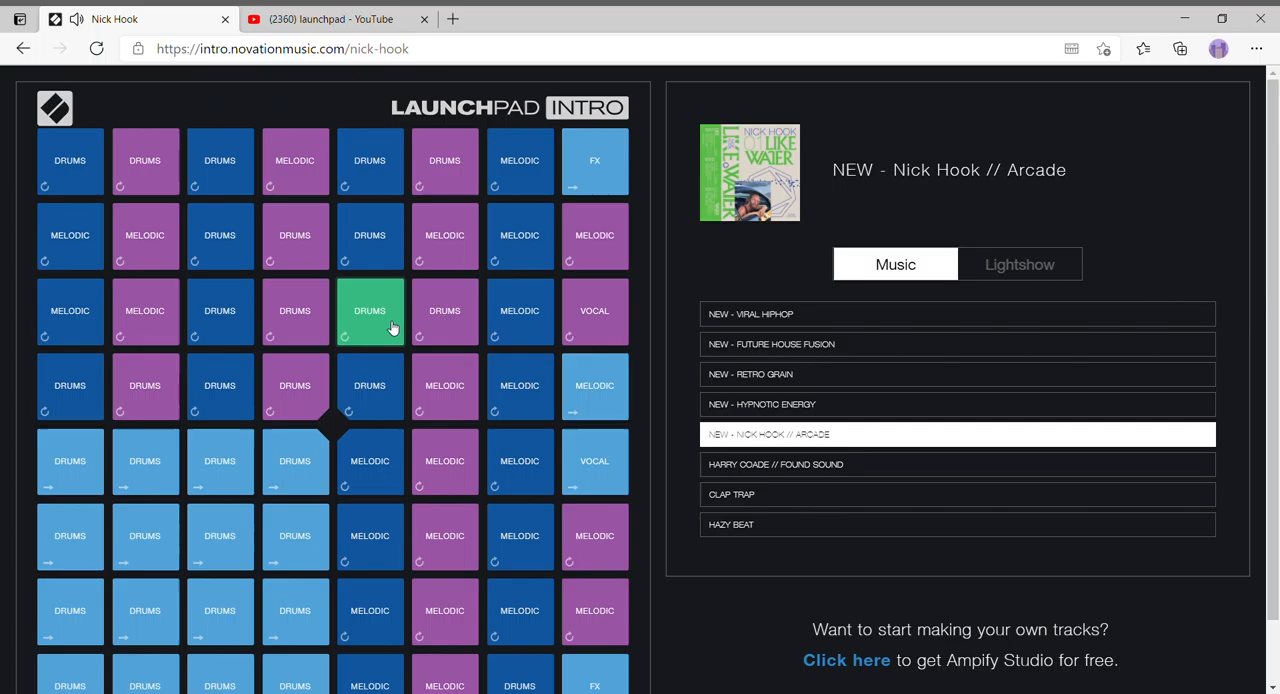 Nick Hook
(2360) launchpad - YouTube
https://intro.novationmusic.com/nick-hook
LAUNCHPAD INTRO
DRUMS DRUMS DRUMS MELODIC DRUMS DRUMS MELODIC FX
MELODIC MELODIC DRUMS DRUMS DRUMS MELODIC MELODIC MELODIC
MELODIC MELODIC DRUMS DRUMS DRUMS DRUMS MELODIC VOCAL
DRUMS DRUMS DRUMS DRUMS DRUMS MELODIC MELODIC MELODIC
DRUMS DRUMS DRUMS DRUMS MELODIC MELODIC MELODIC VOCAL
DRUMS DRUMS DRUMS DRUMS MELODIC MELODIC MELODIC MELODIC
DRUMS DRUMS DRUMS DRUMS MELODIC MELODIC MELODIC MELODIC
DRUMS DRUMS DRUMS DRUMS MELODIC MELODIC DRUMS FX
NICK HOOK
LIKE WATER
LIKE
WATER
NEW - Nick Hook // Arcade
Music Lightshow
NEW - VIRAL HIPHOP
NEW - FUTURE HOUSE FUSION
NEW - RETRO GRAIN
NEW - HYPNOTIC ENERGY
NEW - NICK HOOK // ARCADE
HARRY COADE // FOUND SOUND
CLAP TRAP
HAZY BEAT
Want to start making your own tracks?
Click here to get Ampify Studio for free.